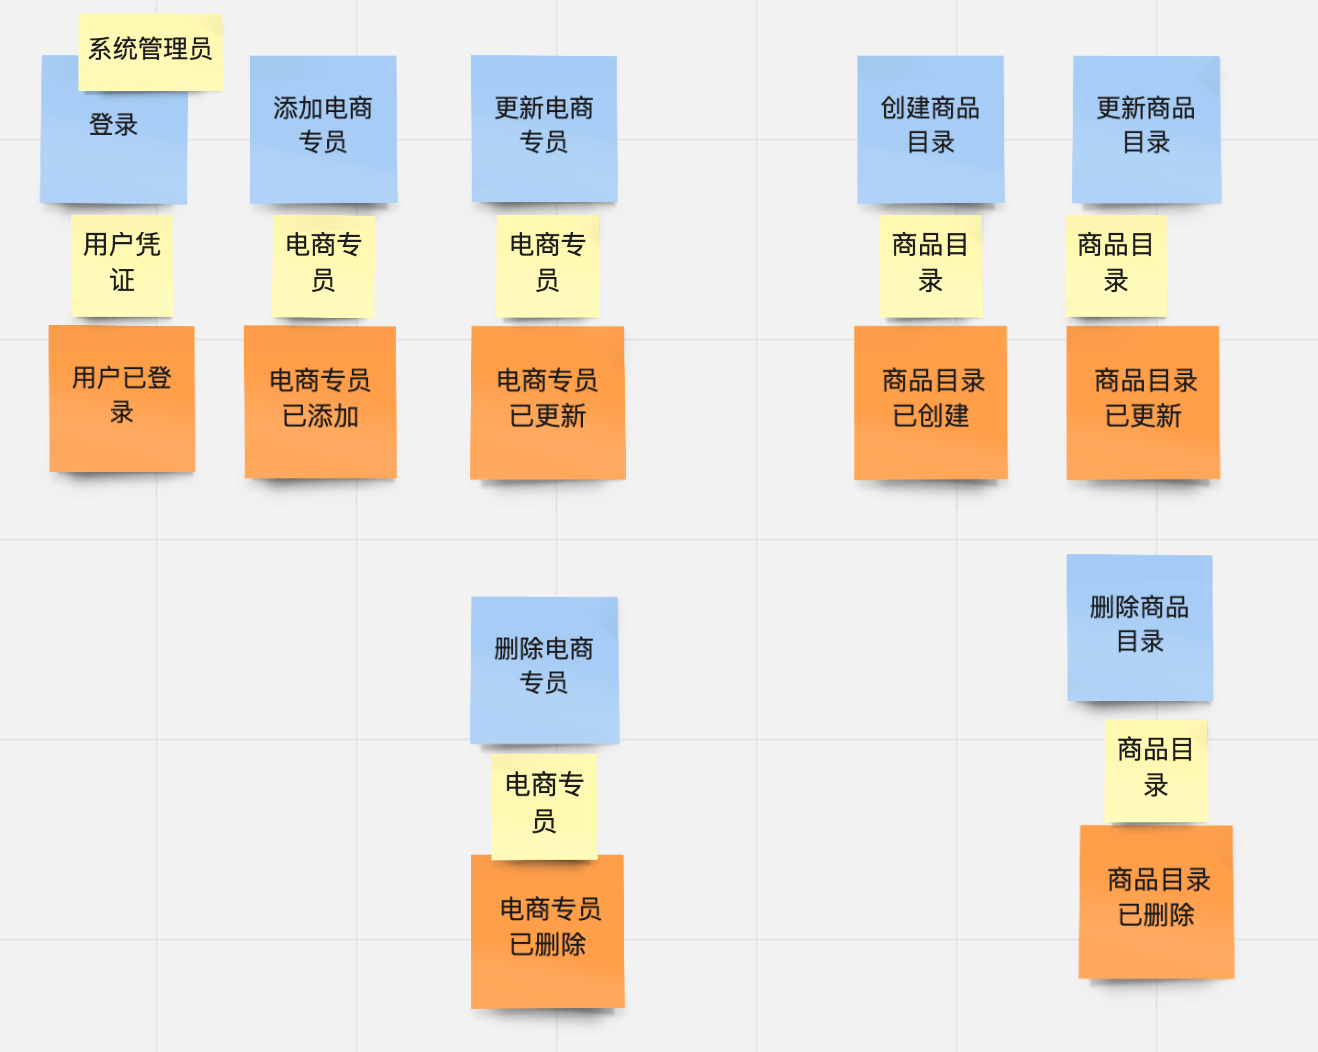 系统管理员
登录
添加电商
专员
更新电商
专员
创建商品
目录
更新商品
目录
用户凭
证
电商专
员
电商专
员
商品目
录
商品目
录
用户已登
录
电商专员
已添加
电商专员
已更新
商品目录
已创建
商品目录
已更新
删除电商
专员
删除商品
目录
电商专
员
商品目
录
电商专员
已删除
商品目录
已删除